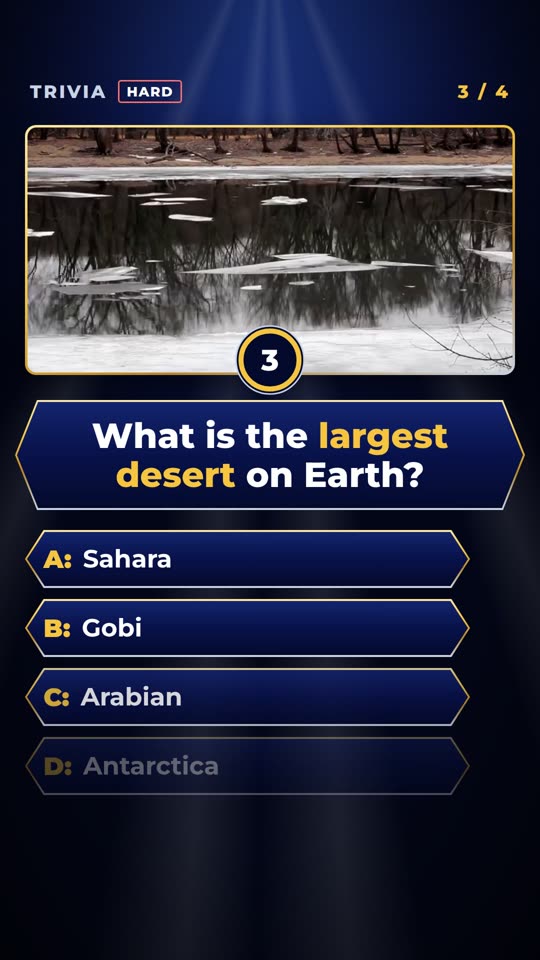 TRIVIA HARD 3 / 4
3
What is the largest
desert on Earth?
A: Sahara
B: Gobi
C: Arabian
D: Antarctica